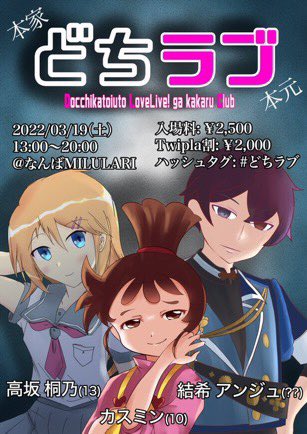 本家
どちラブ
本元
Docchikatoiuto LoveLive! ga kakaru Club
2022/03/19(土)
13:00〜20:00
@なんばMILULARI
入場料: ¥2,500
Twipla割: ¥2,000
ハッシュタグ: #どちラブ
高坂 桐乃(13)
カスミン(10)
結希 アンジュ(??)